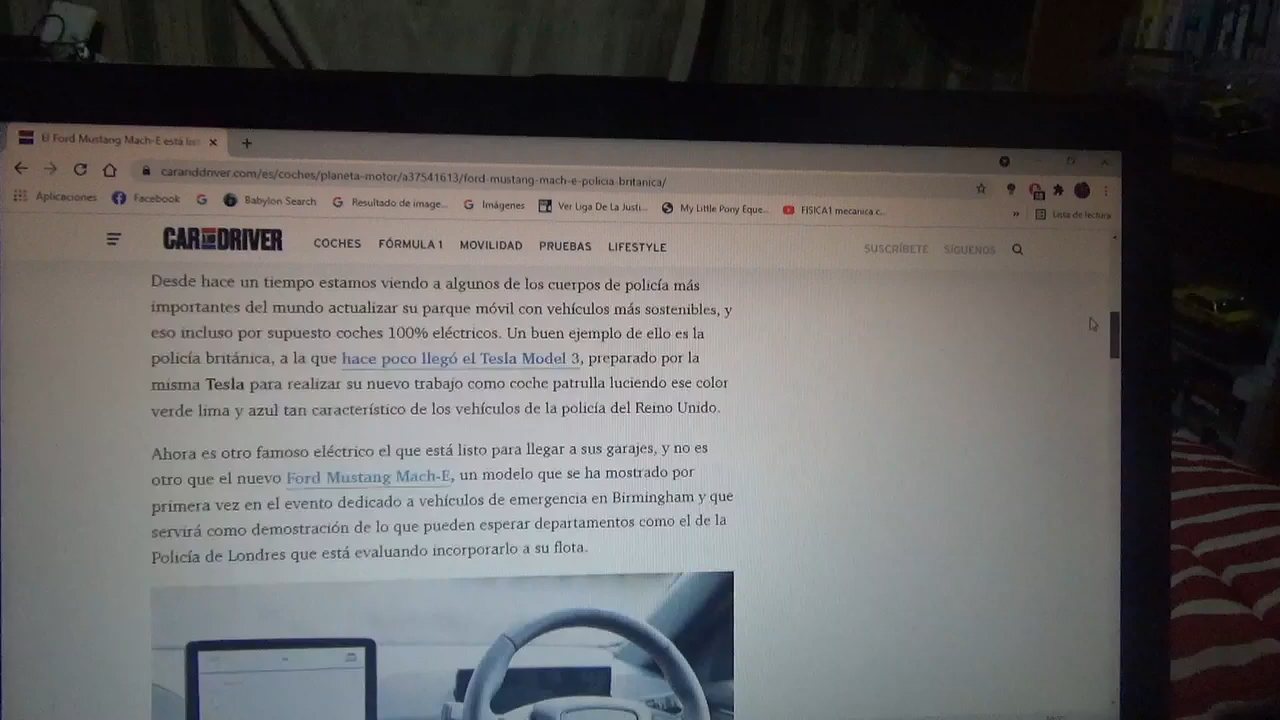 El Ford Mustang Mach-E está
caranddriver.com/es/coches/planeta-motor/a37541613/ford-mustang-mach-e-policia-britanica/
Aplicaciones Facebook Babylon Search Resultado de image... Imágenes Ver Liga De La Justi... My Little Pony Eque... FISICA1 mecanica c... » Lista de lectura
CAR AND DRIVER COCHES FÓRMULA 1 MOVILIDAD PRUEBAS LIFESTYLE SUSCRÍBETE SÍGUENOS
Desde hace un tiempo estamos viendo a algunos de los cuerpos de policía más
importantes del mundo actualizar su parque móvil con vehículos más sostenibles, y
eso incluso por supuesto coches 100% eléctricos. Un buen ejemplo de ello es la
policía británica, a la que hace poco llegó el Tesla Model 3, preparado por la
misma Tesla para realizar su nuevo trabajo como coche patrulla luciendo ese color
verde lima y azul tan característico de los vehículos de la policía del Reino Unido.
Ahora es otro famoso eléctrico el que está listo para llegar a sus garajes, y no es
otro que el nuevo Ford Mustang Mach-E, un modelo que se ha mostrado por
primera vez en el evento dedicado a vehículos de emergencia en Birmingham y que
servirá como demostración de lo que pueden esperar departamentos como el de la
Policía de Londres que está evaluando incorporarlo a su flota.